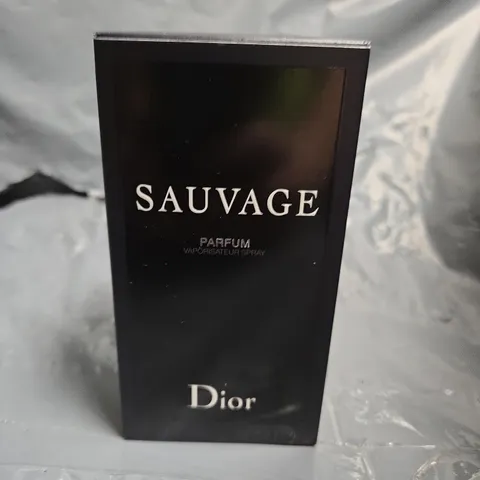 SAUVAGE
PARFUM
VAPORISATEUR SPRAY
Dior